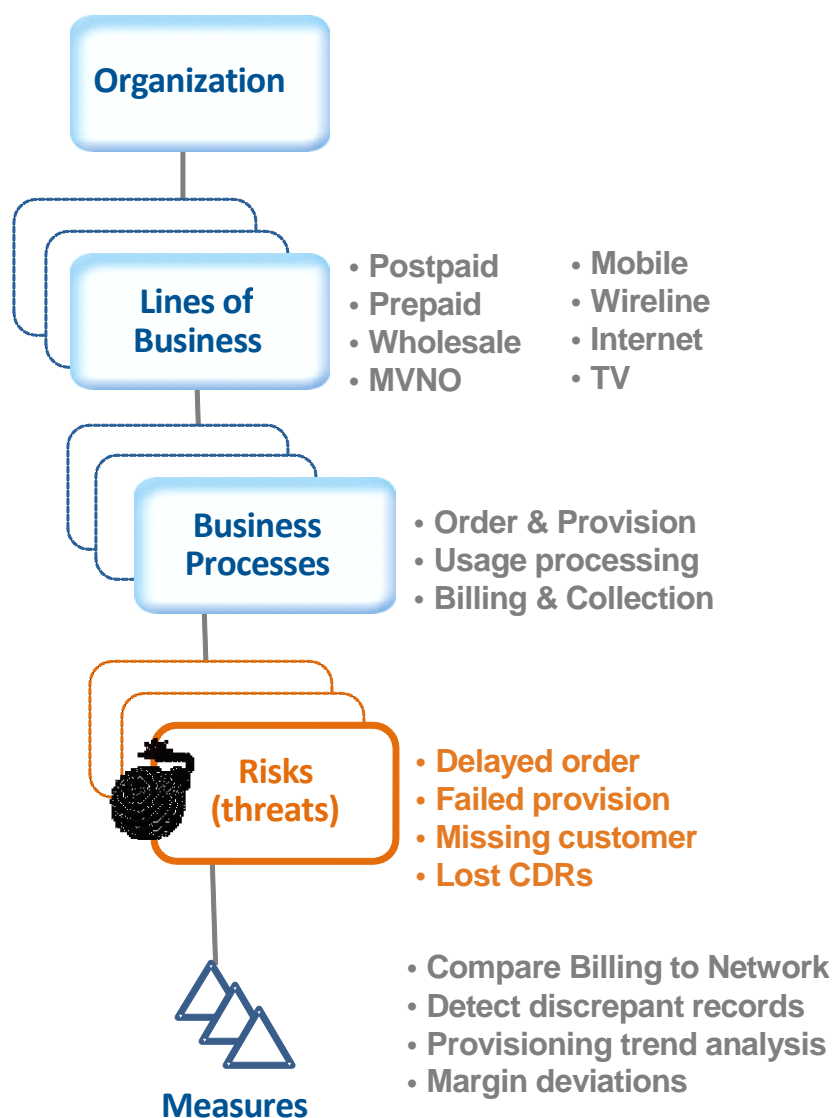 Organization
Lines of
Business
• Postpaid
• Prepaid
• Wholesale
• MVNO
• Mobile
• Wireline
• Internet
• TV
Business
Processes
• Order & Provision
• Usage processing
• Billing & Collection
Risks
(threats)
• Delayed order
• Failed provision
• Missing customer
• Lost CDRs
• Compare Billing to Network
• Detect discrepant records
• Provisioning trend analysis
• Margin deviations
Measures